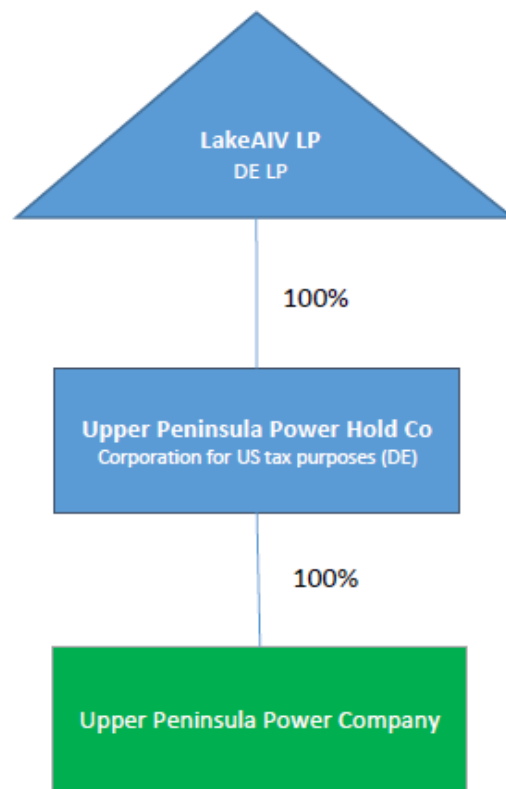 LakeAIV LP
DE LP
100%
Upper Peninsula Power Hold Co
Corporation for US tax purposes (DE)
100%
Upper Peninsula Power Company